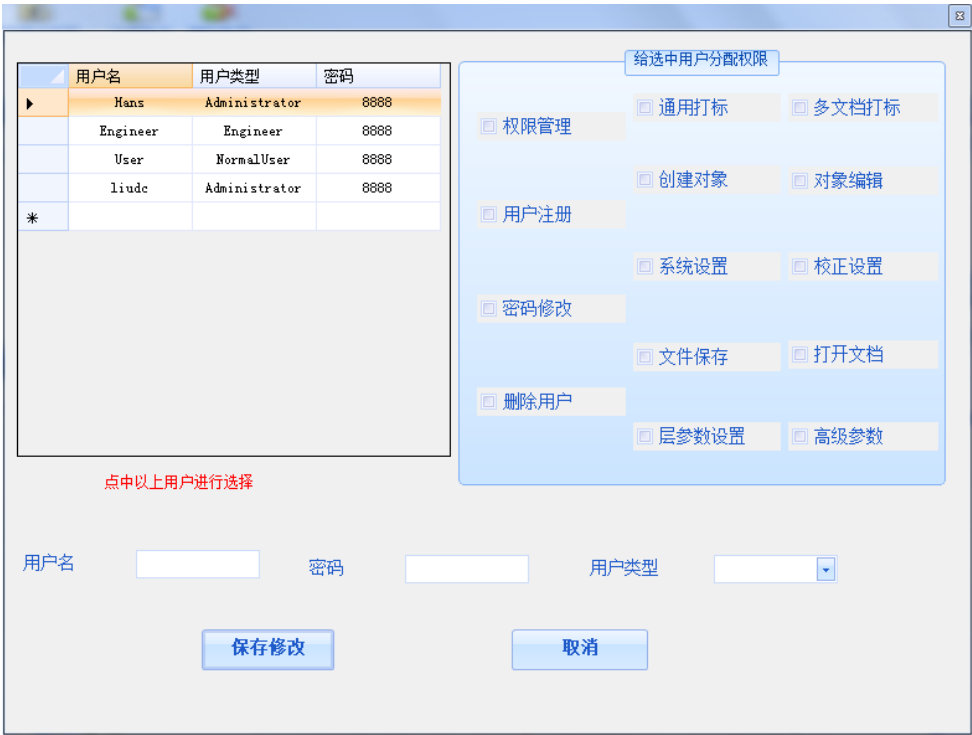 用户名 用户类型 密码
Hans Administrator 8888
Engineer Engineer 8888
User NormalUser 8888
liudc Administrator 8888
点中以上用户进行选择
给选中用户分配权限
权限管理
用户注册
密码修改
删除用户
通用打标 多文档打标
创建对象 对象编辑
系统设置 校正设置
文件保存 打开文档
层参数设置 高级参数
用户名 密码 用户类型
保存修改 取消